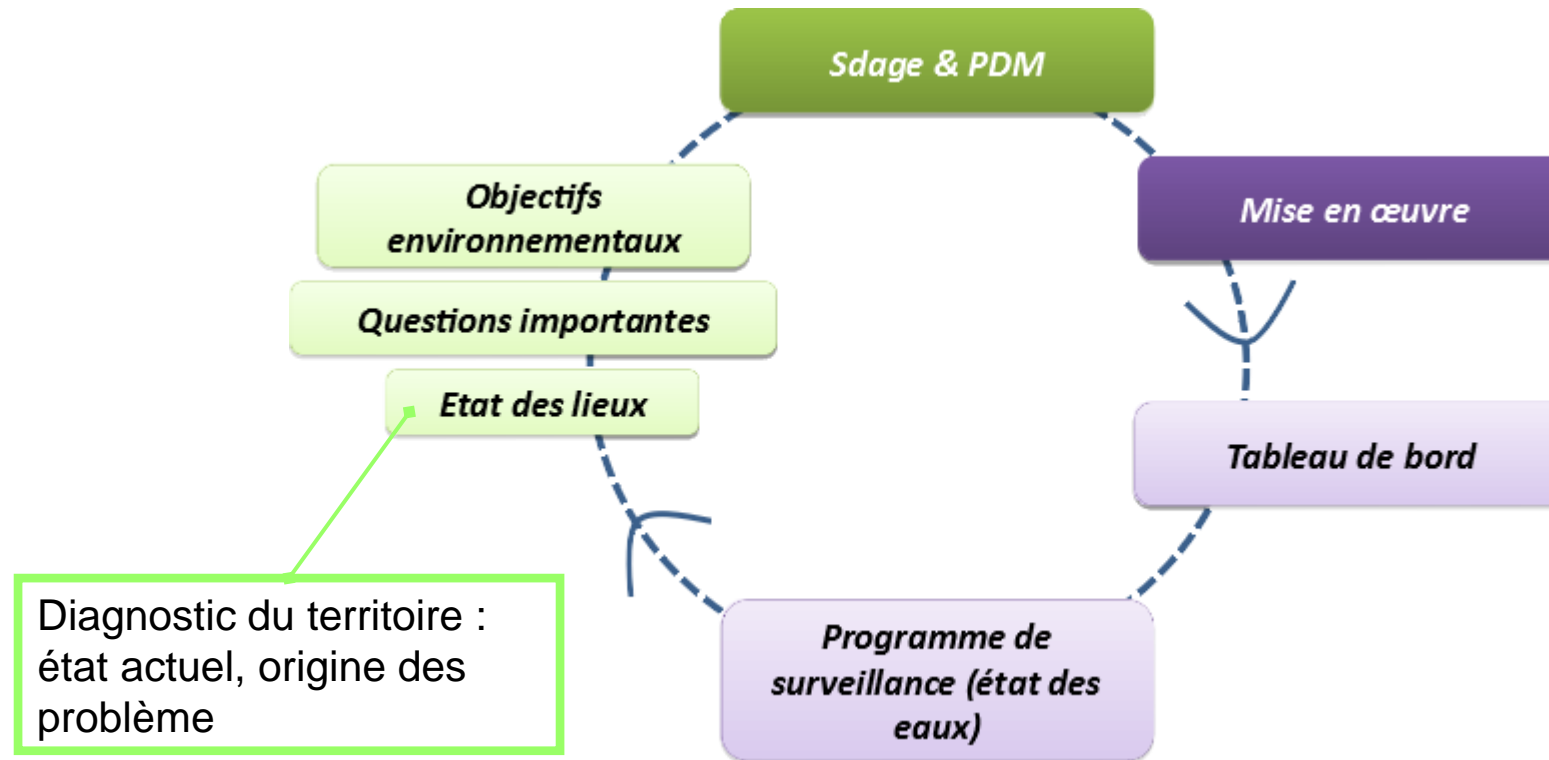 Sdage & PDM
Objectifs
environnementaux
Mise en œuvre
Questions importantes
Etat des lieux
Tableau de bord
Diagnostic du territoire :
état actuel, origine des
problème
Programme de
surveillance (état des
eaux)